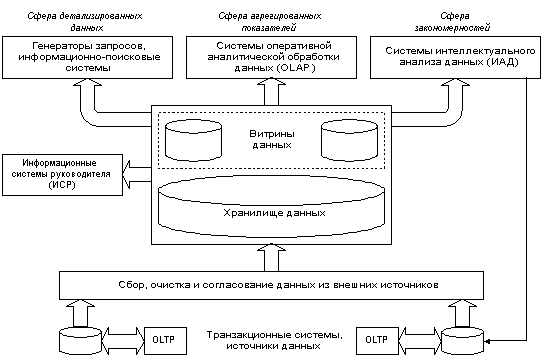 Сфера детализированных
данных
Сфера агрегированных
показателей
Сфера
закономерностей
Генераторы запросов,
информационно-поисковые
системы
Системы оперативной
аналитической обработки
данных (OLAP)
Системы интеллектуального
анализа данных (ИАД)
Витрины
данных
Информационные
системы руководителя
(ИСР)
Хранилище данных
Сбор, очистка и согласование данных из внешних источников
OLTP
Транзакционные системы,
источники данных
OLTP